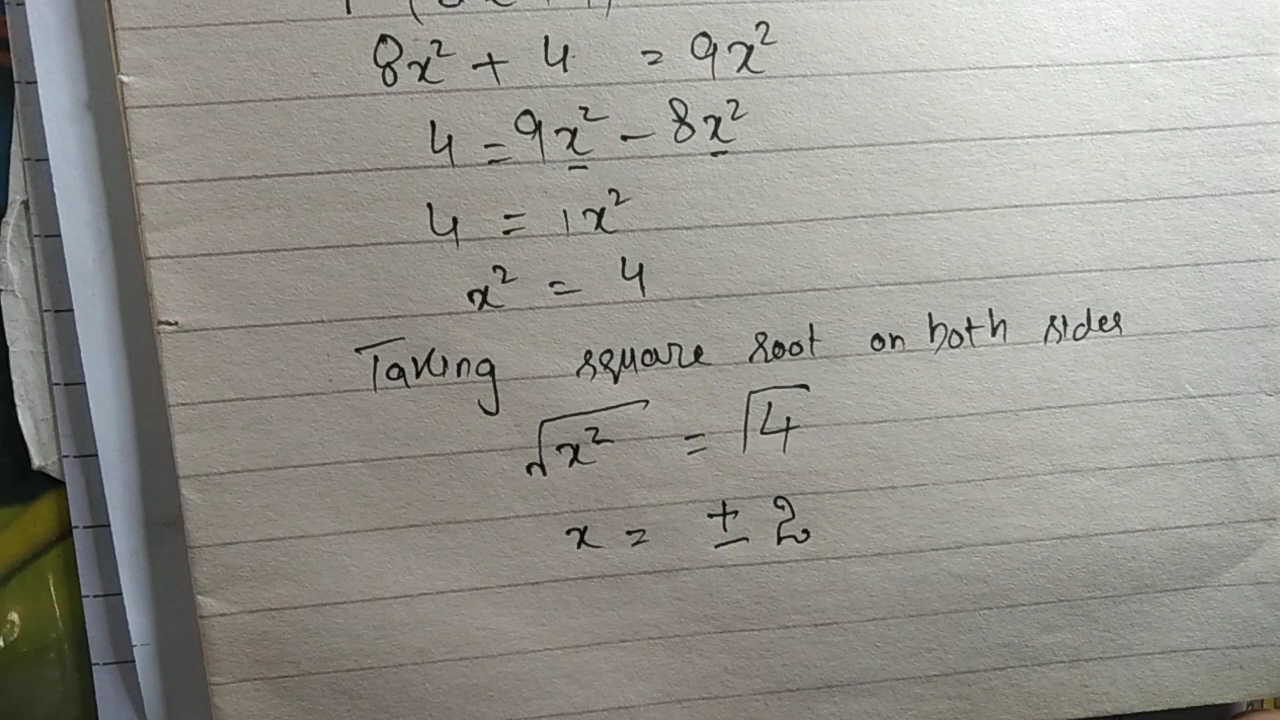 8x² + 4 = 9x²
4 = 9x² - 8x²
4 = 1x²
x² = 4
Taking square root on both sides
√x² = √4
x = ± 2